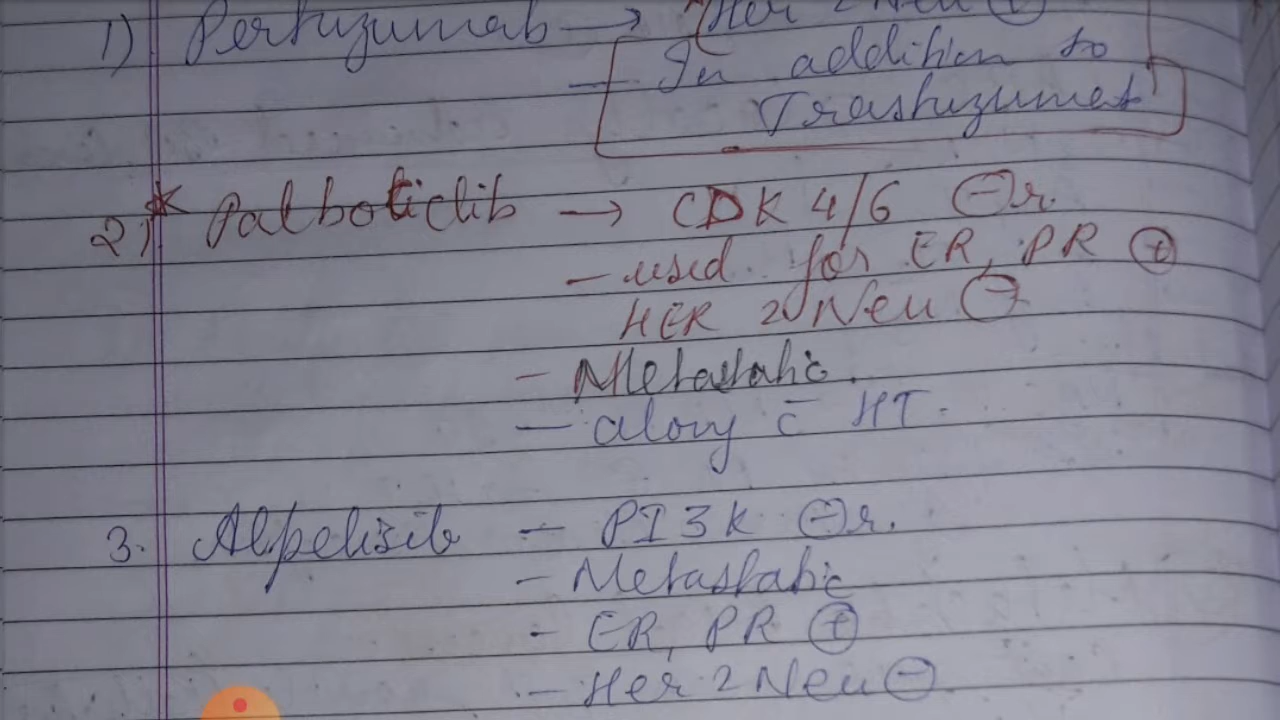 1) Pertuzumab → (Her 2 Neu ⊕
— In addition to
Trastuzumab
2) * Palbociclib → CDK 4/6 ⊖r.
- used for ER, PR ⊕
HER 2 Neu ⊖
- Metastatic.
- along c̄ HT.
3. Alpelisib - PI3K ⊖r.
- Metastatic
- ER, PR ⊕
- Her 2 Neu ⊖